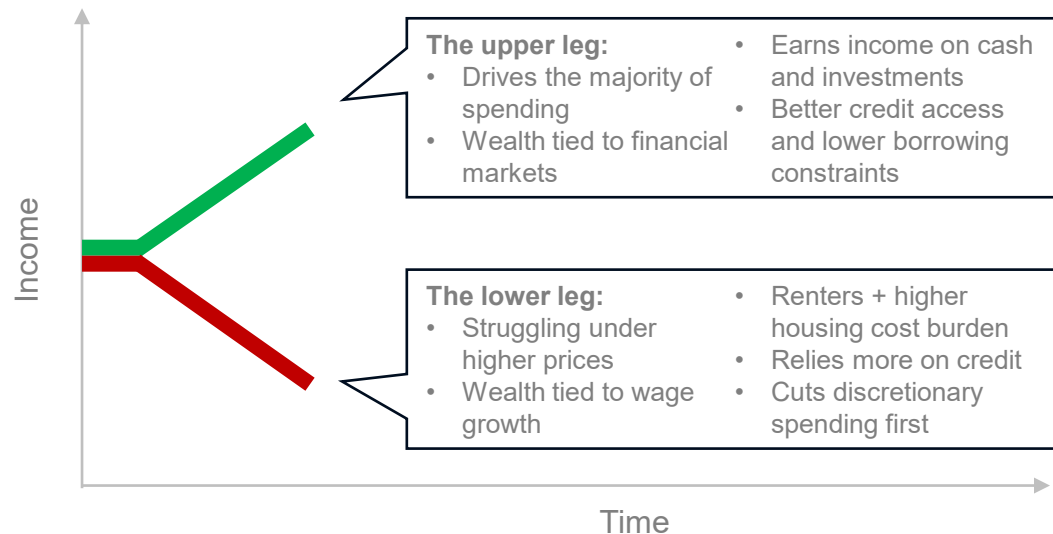 The upper leg:
• Drives the majority of
spending
• Wealth tied to financial
markets
• Earns income on cash
and investments
• Better credit access
and lower borrowing
constraints
Income
The lower leg:
• Struggling under
higher prices
• Wealth tied to wage
growth
• Renters + higher
housing cost burden
• Relies more on credit
• Cuts discretionary
spending first
Time